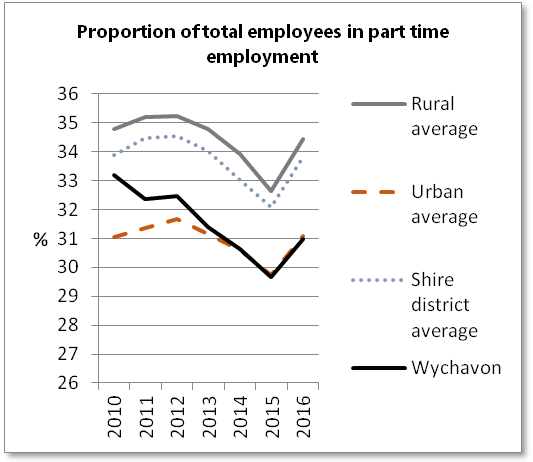 Proportion of total employees in part time
employment
36
35
34
33
32
31
30
29
28
27
26
%
2010
2011
2012
2013
2014
2015
2016
Rural
average
Urban
average
Shire
district
average
Wychavon